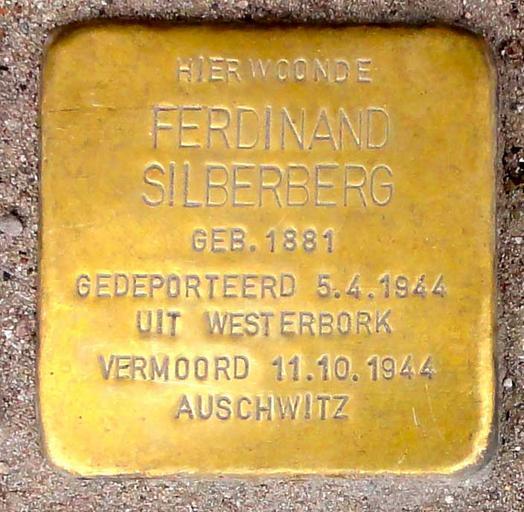 HIER WOONDE
FERDINAND
SILBERBERG
GEB. 1881
GEDEPORTEERD 5.4.1944
UIT WESTERBORK
VERMOORD 11.10.1944
AUSCHWITZ